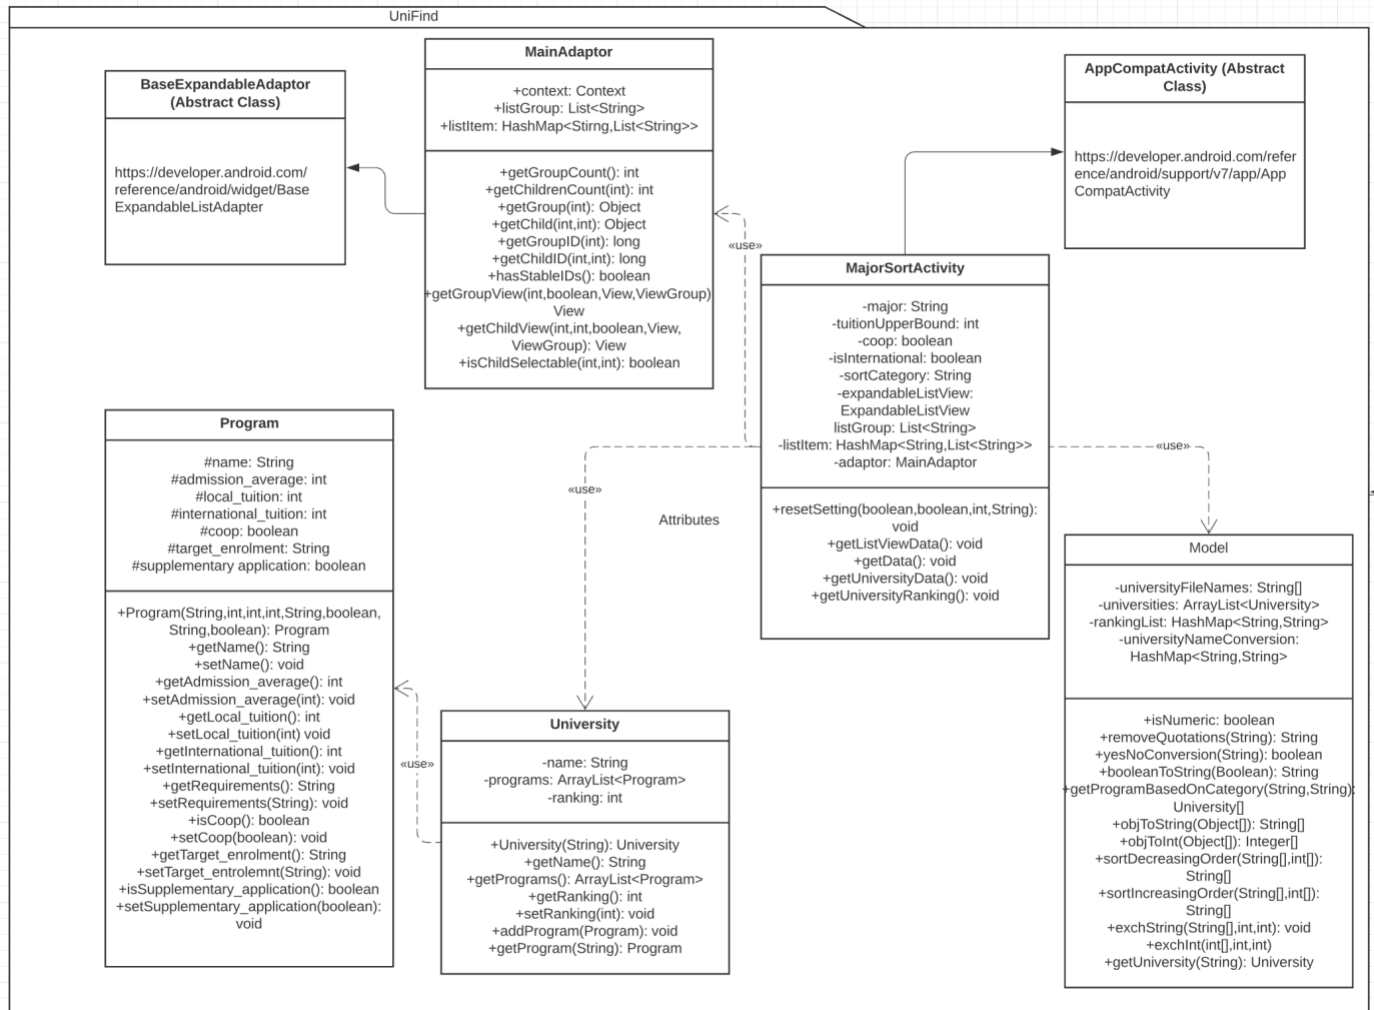 UniFind
MainAdaptor
+context: Context
+listGroup: List<String>
+listItem: HashMap<Stirng,List<String>>
+getGroupCount(): int
+getChildrenCount(int): int
+getGroup(int): Object
+getChild(int,int): Object
+getGroupID(int): long
+getChildID(int,int): long
+hasStableIDs(): boolean
+getGroupView(int,boolean,View,ViewGroup)
View
+getChildView(int,int,boolean,View,
ViewGroup): View
+isChildSelectable(int,int): boolean
BaseExpandableAdaptor
(Abstract Class)
https://developer.android.com/
reference/android/widget/Base
ExpandableListAdapter
AppCompatActivity (Abstract
Class)
https://developer.android.com/refer
ence/android/support/v7/app/App
CompatActivity
«use»
MajorSortActivity
-major: String
-tuitionUpperBound: int
-coop: boolean
-isInternational: boolean
-sortCategory: String
-expandableListView:
ExpandableListView
listGroup: List<String>
-listItem: HashMap<String,List<String>>
-adaptor: MainAdaptor
+resetSetting(boolean,boolean,int,String):
void
+getListViewData(): void
+getData(): void
+getUniversityData(): void
+getUniversityRanking(): void
«use»
«use»
Attributes
Program
#name: String
#admission_average: int
#local_tuition: int
#international_tuition: int
#coop: boolean
#target_enrolment: String
#supplementary application: boolean
+Program(String,int,int,int,String,boolean,
String,boolean): Program
+getName(): String
+setName(): void
+getAdmission_average(): int
+setAdmission_average(int): void
+getLocal_tuition(): int
+setLocal_tuition(int) void
+getInternational_tuition(): int
+setInternational_tuition(int): void
+getRequirements(): String
+setRequirements(String): void
+isCoop(): boolean
+setCoop(boolean): void
+getTarget_enrolment(): String
+setTarget_entrolemnt(String): void
+isSupplementary_application(): boolean
+setSupplementary_application(boolean):
void
«use»
University
-name: String
-programs: ArrayList<Program>
-ranking: int
+University(String): University
+getName(): String
+getPrograms(): ArrayList<Program>
+getRanking(): int
+setRanking(int): void
+addProgram(Program): void
+getProgram(String): Program
Model
-universityFileNames: String[]
-universities: ArrayList<University>
-rankingList: HashMap<String,String>
-universityNameConversion:
HashMap<String,String>
+isNumeric: boolean
+removeQuotations(String): String
+yesNoConversion(String): boolean
+booleanToString(Boolean): String
+getProgramBasedOnCategory(String,String):
University[]
+objToString(Object[]): String[]
+objToInt(Object[]): Integer[]
+sortDecreasingOrder(String[],int[]):
String[]
+sortIncreasingOrder(String[],int[]):
String[]
+exchString(String[],int,int): void
+exchInt(int[],int,int)
+getUniversity(String): University